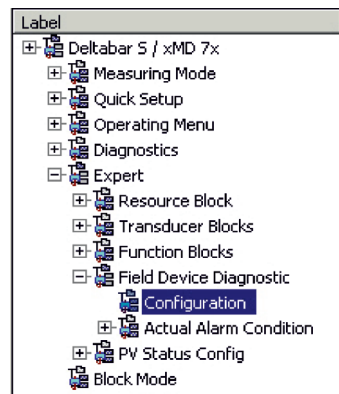 Label
Deltabar S / xMD 7x
Measuring Mode
Quick Setup
Operating Menu
Diagnostics
Expert
Resource Block
Transducer Blocks
Function Blocks
Field Device Diagnostic
Configuration
Actual Alarm Condition
PV Status Config
Block Mode